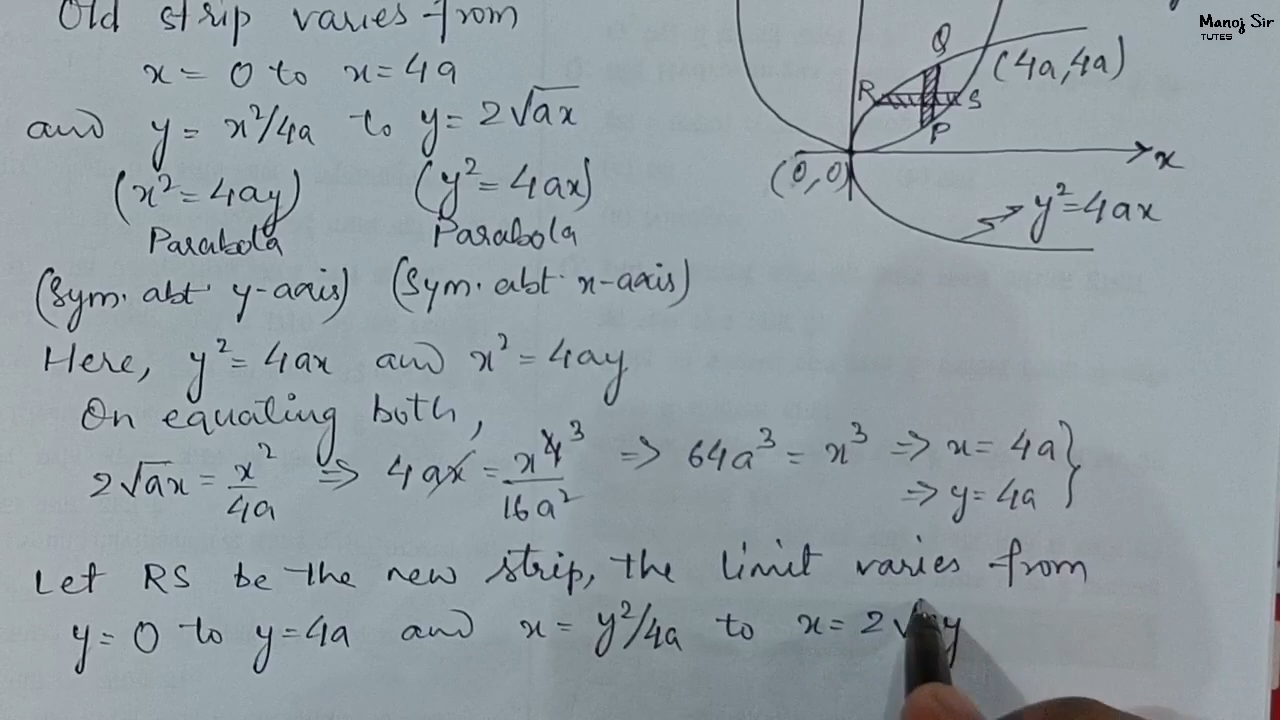 Old strip varies from
x = 0 to x = 4a
and y = x²/4a to y = 2√ax
(x² = 4ay) (y² = 4ax)
Parabola Parabola
(Sym. abt y-axis) (Sym. abt x-axis)
Here, y² = 4ax and x² = 4ay
On equating both,
2√ax = x²/4a ⇒ 4ax = x⁴ ³/16a² ⇒ 64a³ = x³ ⇒ x = 4a }
⇒ y = 4a
Let RS be the new strip, the limit varies from
y = 0 to y = 4a and x = y²/4a to x = 2√ y
Manoj Sir
TUTES
Q
(4a, 4a)
R S
P
(0,0) x
y² = 4ax